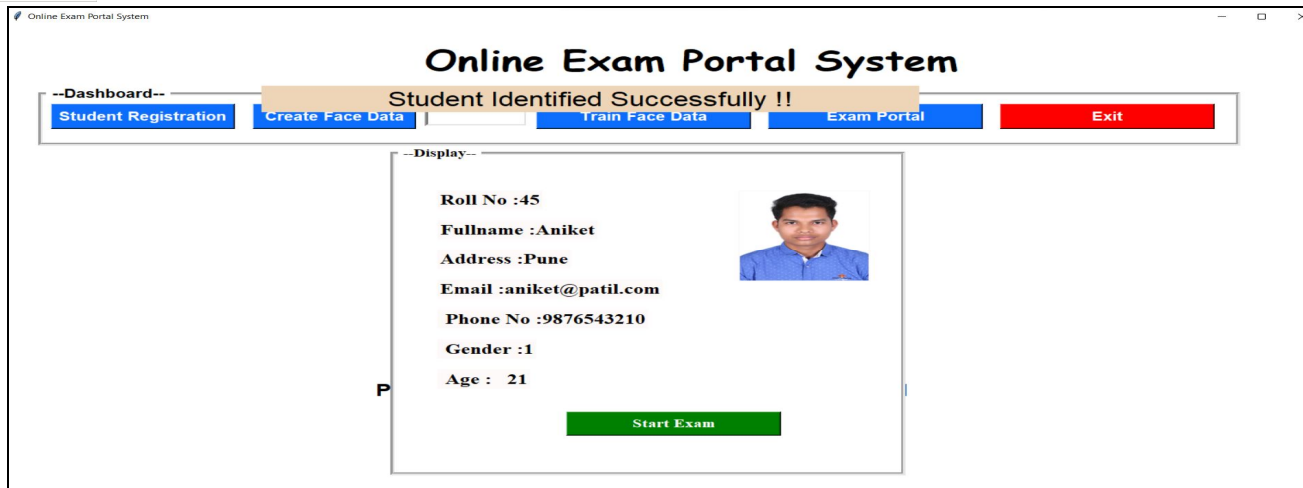 Online Exam Portal System
Online Exam Portal System
--Dashboard--
Student Identified Successfully !!
Student Registration Create Face Data Train Face Data Exam Portal Exit
--Display--
Roll No :45
Fullname :Aniket
Address :Pune
Email :aniket@patil.com
Phone No :9876543210
Gender :1
Age : 21
P
Start Exam